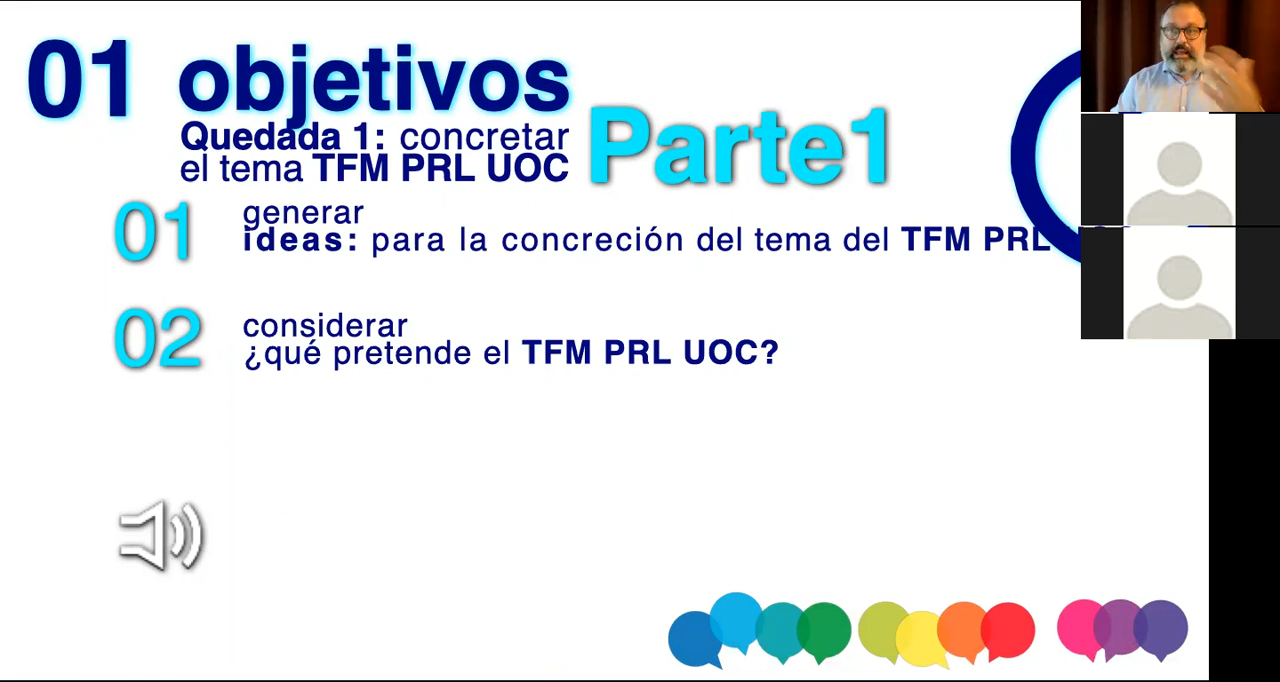 01 objetivos
Quedada 1: concretar
el tema TFM PRL UOC
Parte1
01 generar
ideas: para la concreción del tema del TFM PRL
02 considerar
¿qué pretende el TFM PRL UOC?